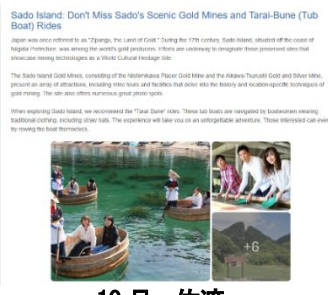 Sado Island: Don't Miss Sado's Scenic Gold Mines and Tarai-Bune (Tub
Boat) Rides
Japan was once referred to as "Zipangu, the Land of Gold." During the 17th century, Sado Island, situated off the coast of
Niigata Prefecture, was among the world's gold producers. Efforts are underway to designate these preserved sites that
showcase mining technologies as a World Cultural Heritage Site.
The Sado Island Gold Mines, consisting of the Nishimikawa Placer Gold Mine and the Aikawa-Tsurushi Gold and Silver Mine,
present an array of attractions, including mine tours and facilities that delve into the history and location-specific techniques of
gold mining. The site also offers numerous great photo spots.
When exploring Sado Island, we recommend the "Tarai Bune" rides. These tub boats are navigated by boatwomen wearing
traditional clothing, including straw hats. The experience will take you on an unforgettable adventure. Those interested can even
try rowing the boat themselves.
+6